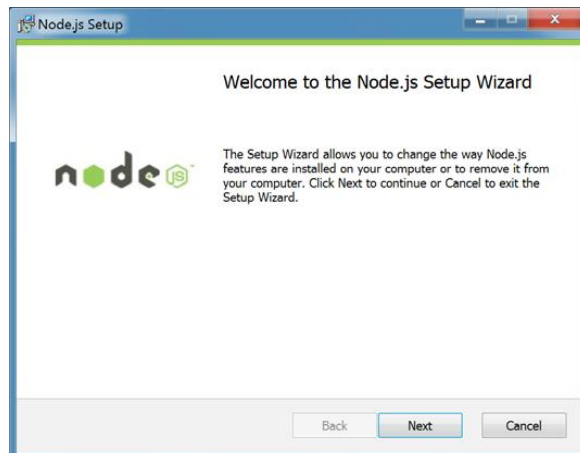 Node.js Setup
Welcome to the Node.js Setup Wizard
The Setup Wizard allows you to change the way Node.js
features are installed on your computer or to remove it from
your computer. Click Next to continue or Cancel to exit the
Setup Wizard.
node JS
Back Next Cancel